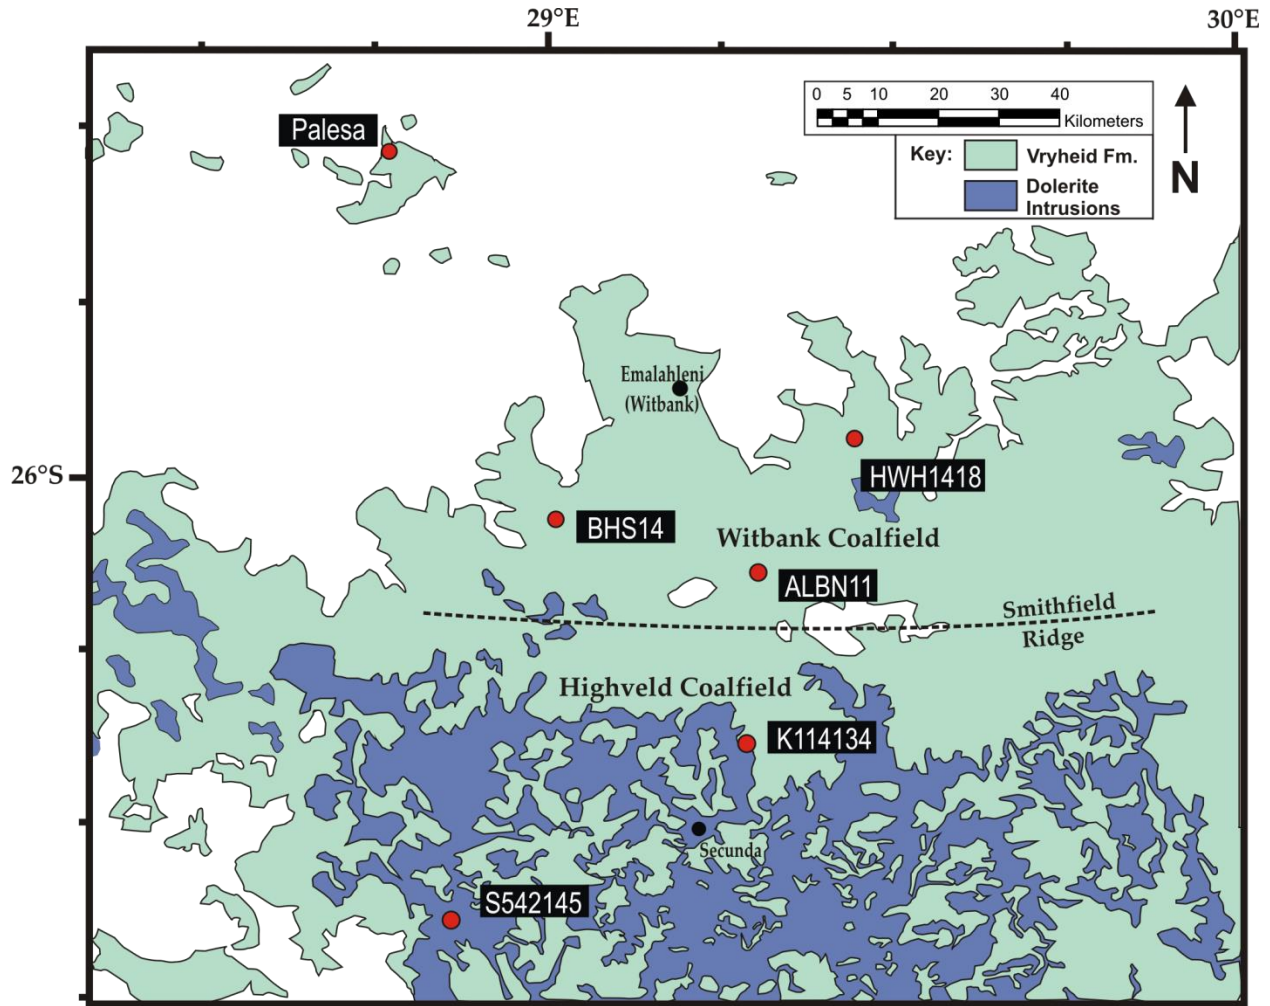 29°E
30°E
0 5 10 20 30 40
Kilometers
Palesa
Key:
Vryheid Fm.
Dolerite
Intrusions
N
Emalahleni
(Witbank)
26°S
HWH1418
BHS14
Witbank Coalfield
ALBN11
Smithfield
Ridge
Highveld Coalfield
K114134
Secunda
S542145